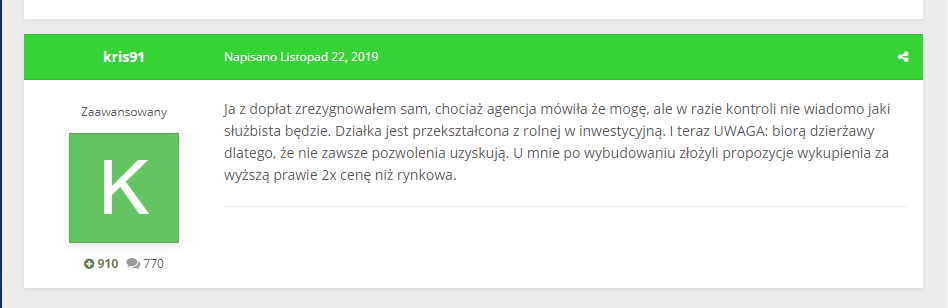 kris91
Napisano Listopad 22, 2019
Zaawansowany
K
910 770
Ja z dopłat zrezygnowałem sam, chociaż agencja mówiła że mogę, ale w razie kontroli nie wiadomo jaki
służbista będzie. Działka jest przekształcona z rolnej w inwestycyjną. I teraz UWAGA: biorą dzierżawy
dlatego, że nie zawsze pozwolenia uzyskują. U mnie po wybudowaniu złożyli propozycje wykupienia za
wyższą prawie 2x cenę niż rynkowa.